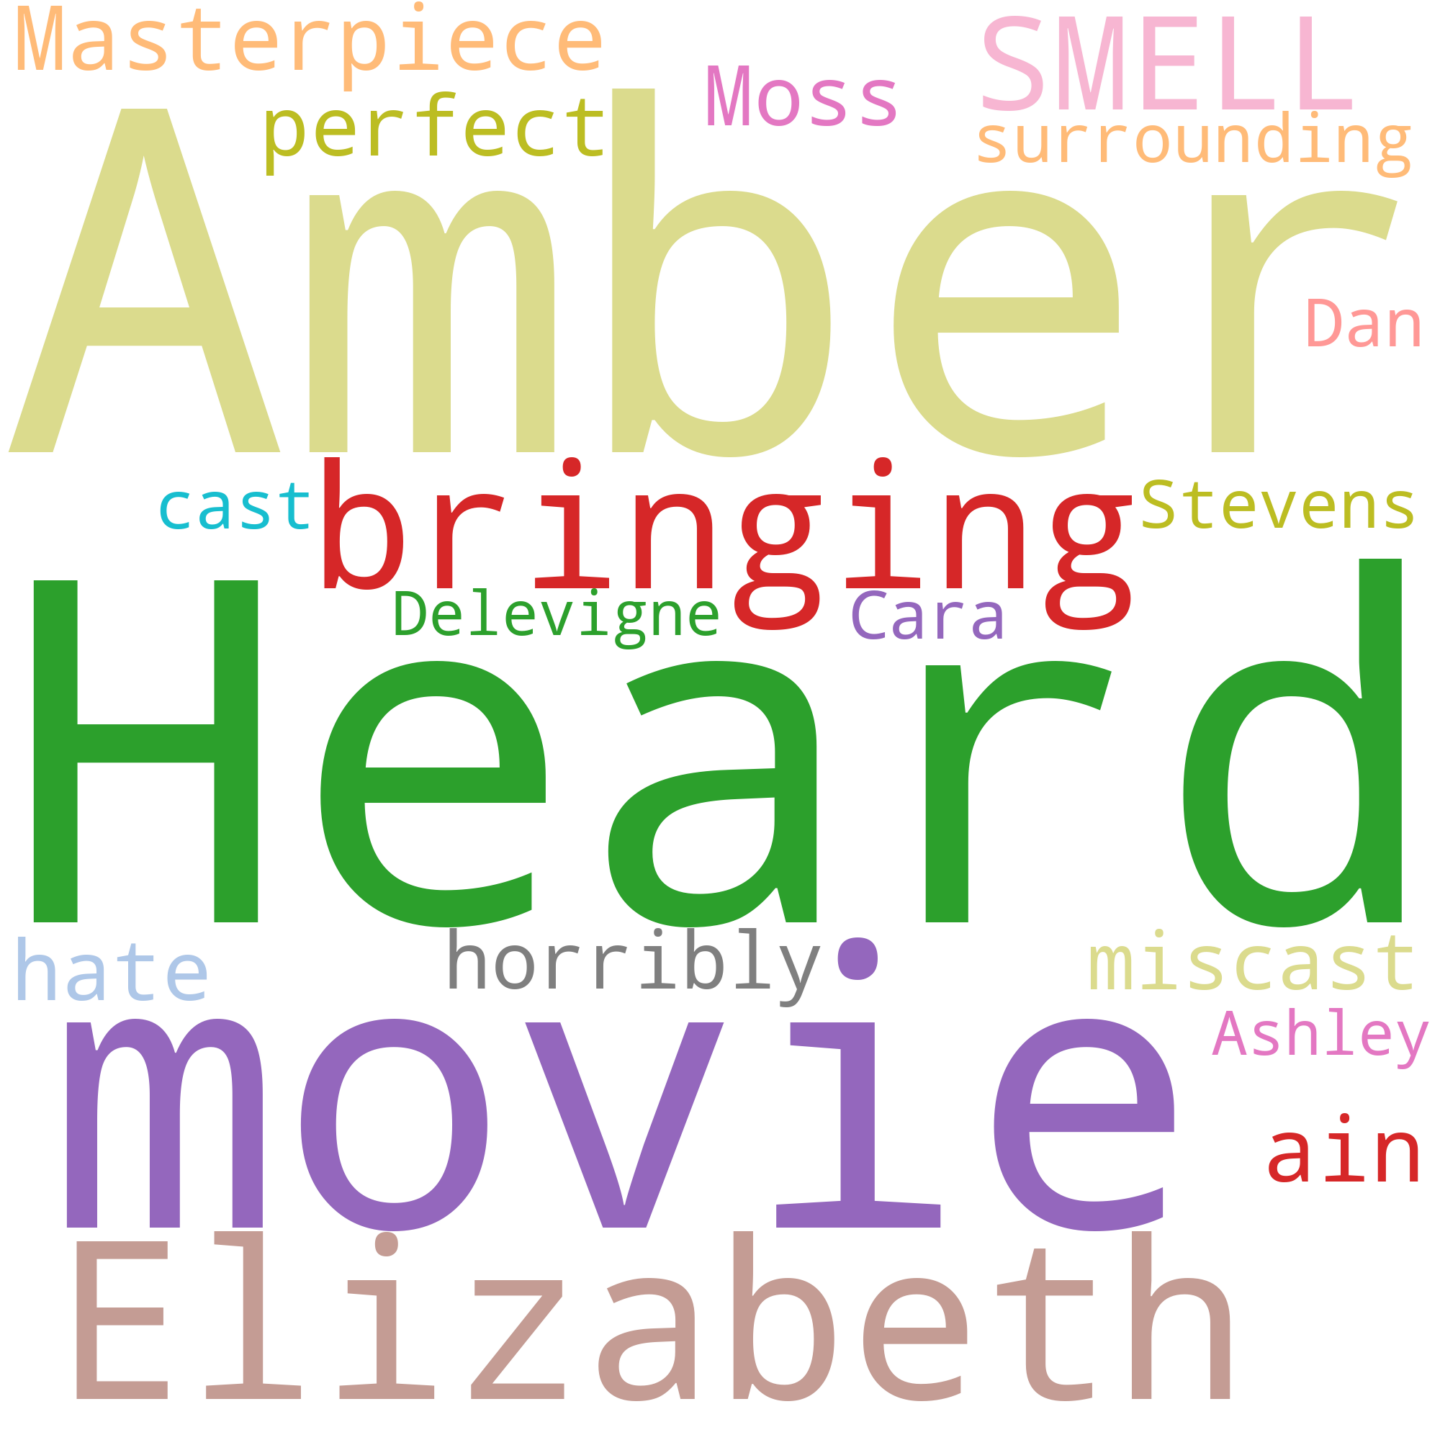 Masterpiece SMELL
perfect Moss surrounding
Amber
Dan
cast bringing Stevens
Delevigne Cara
Heard
hate horribly miscast
movie Ashley
ain
Elizabeth